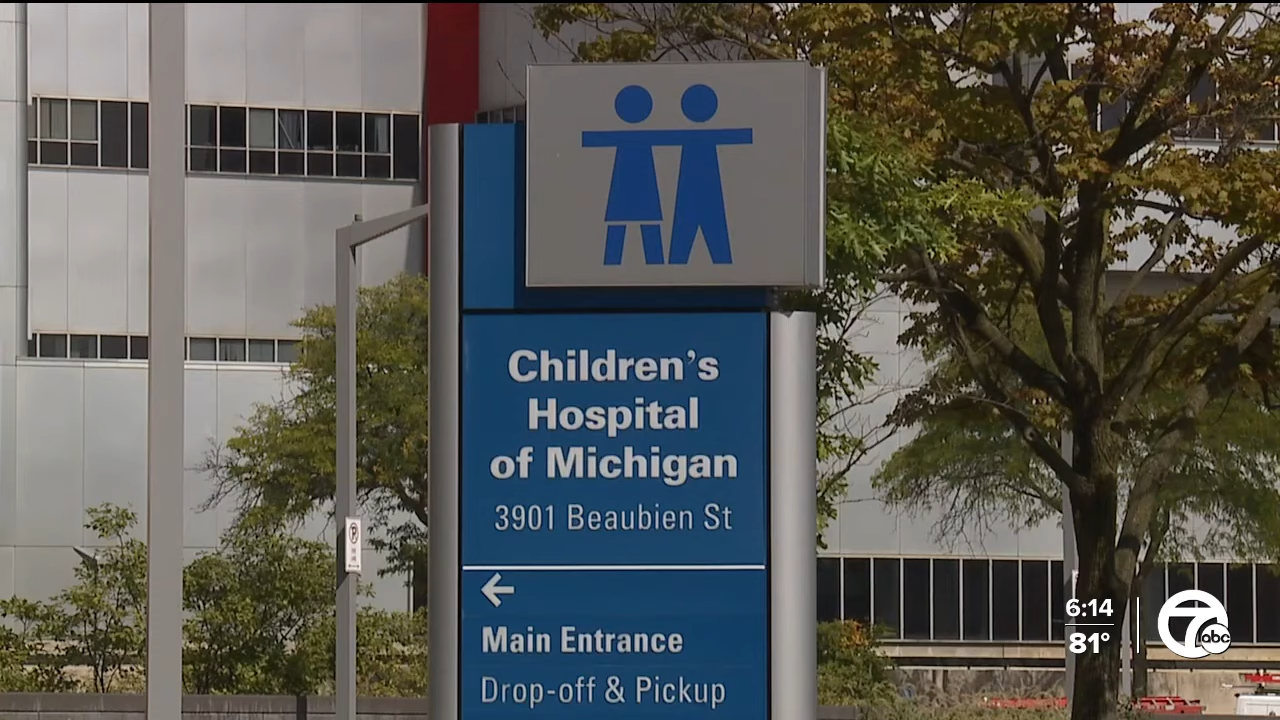 Children's
Hospital
of Michigan
3901 Beaubien St
←
Main Entrance
Drop-off & Pickup
6:14
81°
7 abc